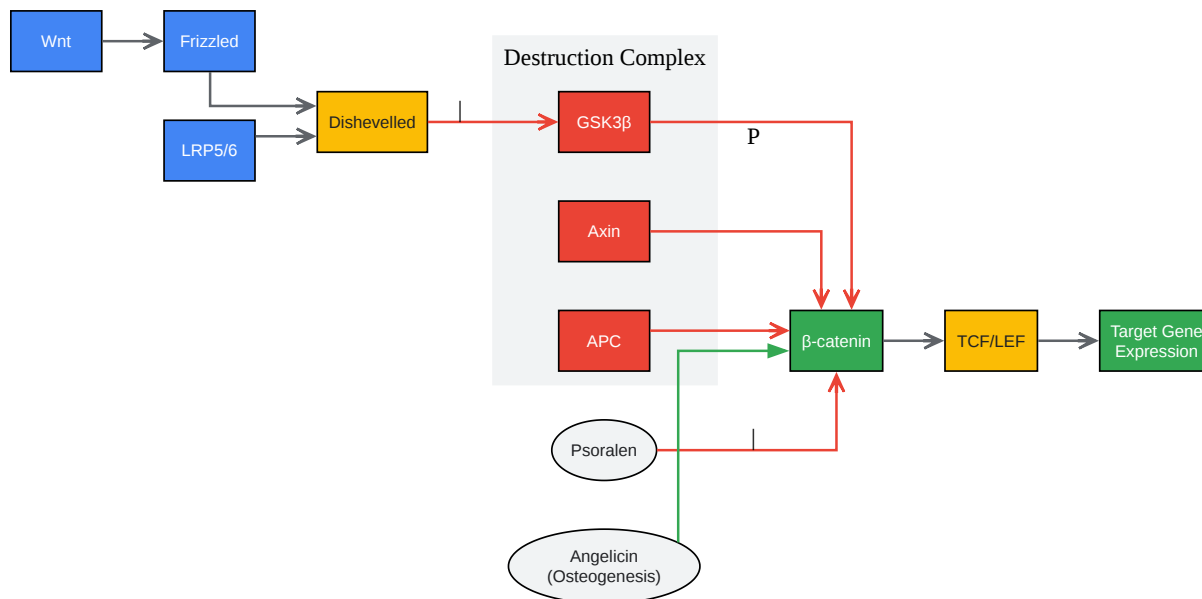 Wnt
Frizzled
Destruction Complex
Dishevelled
GSK3β
P
LRP5/6
Axin
APC
β-catenin
TCF/LEF
Target Gene
Expression
Psoralen
Angelicin
(Osteogenesis)